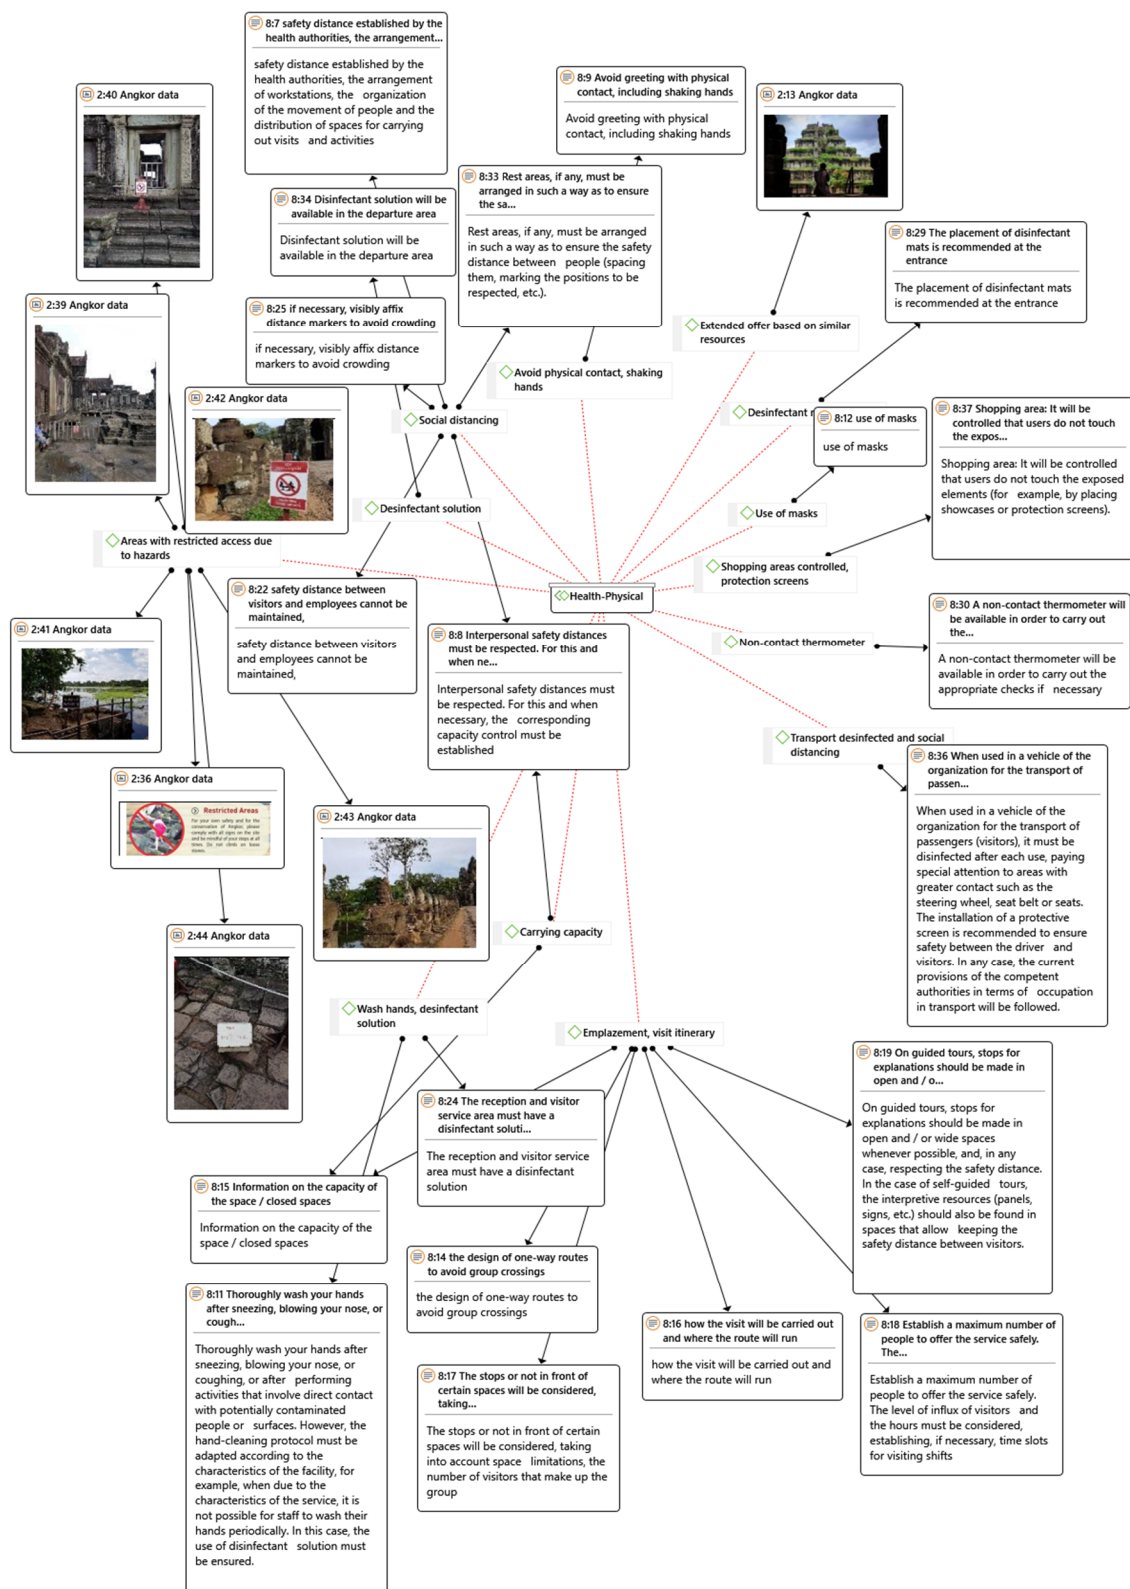 8:7 safety distance established by the
health authorities, the arrangement...
safety distance established by the
health authorities, the arrangement
of workstations, the organization
of the movement of people and the
distribution of spaces for carrying
out visits and activities
8:9 Avoid greeting with physical
contact, including shaking hands
Avoid greeting with physical
contact, including shaking hands
2:40 Angkor data
2:13 Angkor data
8:33 Rest areas, if any, must be
arranged in such a way as to ensure
the sa...
Rest areas, if any, must be arranged
in such a way as to ensure the safety
distance between people (spacing
them, marking the positions to be
respected, etc.).
8:34 Disinfectant solution will be
available in the departure area
Disinfectant solution will be
available in the departure area
8:29 The placement of disinfectant
mats is recommended at the
entrance
The placement of disinfectant mats
is recommended at the entrance
2:39 Angkor data
8:25 if necessary, visibly affix
distance markers to avoid crowding
if necessary, visibly affix distance
markers to avoid crowding
Extended offer based on similar
resources
Avoid physical contact, shaking
hands
2:42 Angkor data
Social distancing
Desinfectant
8:12 use of masks
use of masks
8:37 Shopping area: It will be
controlled that users do not touch
the expos...
Shopping area: It will be controlled
that users do not touch the exposed
elements (for example, by placing
showcases or protection screens).
Desinfectant solution
Use of masks
Areas with restricted access due
to hazards
Shopping areas controlled,
protection screens
Health-Physical
8:22 safety distance between
visitors and employees cannot be
maintained,
safety distance between visitors
and employees cannot be
maintained,
8:30 A non-contact thermometer will
be available in order to carry out
the...
A non-contact thermometer will be
available in order to carry out the
appropriate checks if necessary
2:41 Angkor data
8:8 Interpersonal safety distances
must be respected. For this and
when ne...
Interpersonal safety distances must
be respected. For this and when
necessary, the corresponding
capacity control must be
established
Non-contact thermometer
Transport desinfected and social
distancing
8:36 When used in a vehicle of the
organization for the transport of
passen...
When used in a vehicle of the
organization for the transport of
passengers (visitors), it must be
disinfected after each use, paying
special attention to areas with
greater contact such as the
steering wheel, seat belt or seats.
The installation of a protective
screen is recommended to ensure
safety between the driver and
visitors. In any case, the current
provisions of the competent
authorities in terms of occupation
in transport will be followed.
2:36 Angkor data
Restricted Areas
For your own safety and for the
conservation of Angkor, please
comply with all signs on the site
and be mindful of your steps at all
times. Do not climb on loose
stones.
2:43 Angkor data
2:44 Angkor data
Carrying capacity
Wash hands, desinfectant
solution
Emplazement, visit itinerary
8:19 On guided tours, stops for
explanations should be made in
open and / o...
On guided tours, stops for
explanations should be made in
open and / or wide spaces
whenever possible, and, in any
case, respecting the safety distance.
In the case of self-guided tours,
the interpretive resources (panels,
signs, etc.) should also be found in
spaces that allow keeping the
safety distance between visitors.
8:24 The reception and visitor
service area must have a
disinfectant soluti...
The reception and visitor service
area must have a disinfectant
solution
8:15 Information on the capacity of
the space / closed spaces
Information on the capacity of the
space / closed spaces
8:14 the design of one-way routes
to avoid group crossings
the design of one-way routes to
avoid group crossings
8:11 Thoroughly wash your hands
after sneezing, blowing your nose, or
cough...
Thoroughly wash your hands after
sneezing, blowing your nose, or
coughing, or after performing
activities that involve direct contact
with potentially contaminated
people or surfaces. However, the
hand-cleaning protocol must be
adapted according to the
characteristics of the facility, for
example, when due to the
characteristics of the service, it is
not possible for staff to wash their
hands periodically. In this case, the
use of disinfectant solution must
be ensured.
8:16 how the visit will be carried out
and where the route will run
how the visit will be carried out and
where the route will run
8:18 Establish a maximum number of
people to offer the service safely.
The...
Establish a maximum number of
people to offer the service safely.
The level of influx of visitors and
the hours must be considered,
establishing, if necessary, time slots
for visiting shifts
8:17 The stops or not in front of
certain spaces will be considered,
taking...
The stops or not in front of certain
spaces will be considered, taking
into account space limitations, the
number of visitors that make up the
group